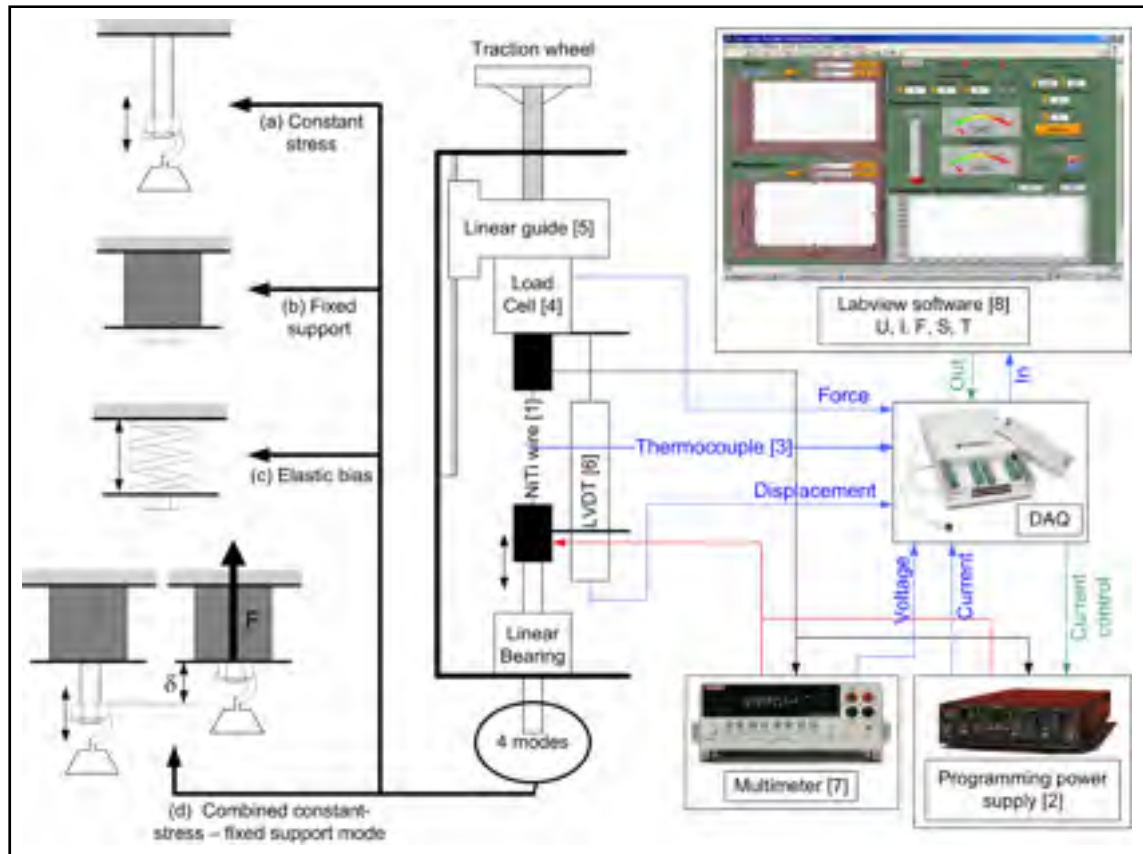 Traction wheel
(a) Constant
stress
Linear guide [5]
Load
Cell [4]
(b) Fixed
support
Labview software [8]
U, I, F, S, T
Out
In
Force
NiTi wire [1]
Thermocouple [3]
LVDT [6]
(c) Elastic bias
Displacement
DAQ
Voltage
Current
Current
control
F
δ
Linear
Bearing
4 modes
Multimeter [7]
Programming power
supply [2]
(d) Combined constant-
stress – fixed support mode